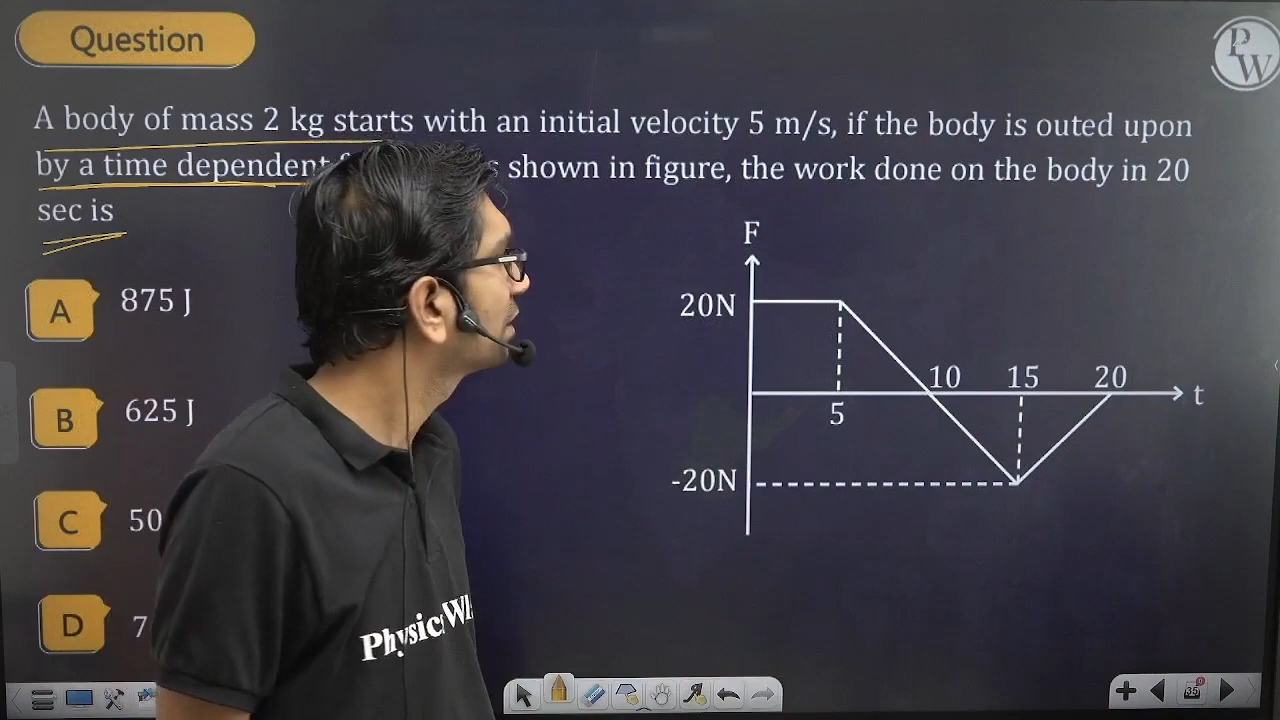 Question
PW
A body of mass 2 kg starts with an initial velocity 5 m/s, if the body is outed upon
by a time dependent shown in figure, the work done on the body in 20
sec is
A 875 J
B 625 J
C 50
D 7
F
20N
10 15 20
t
5
-20N
35